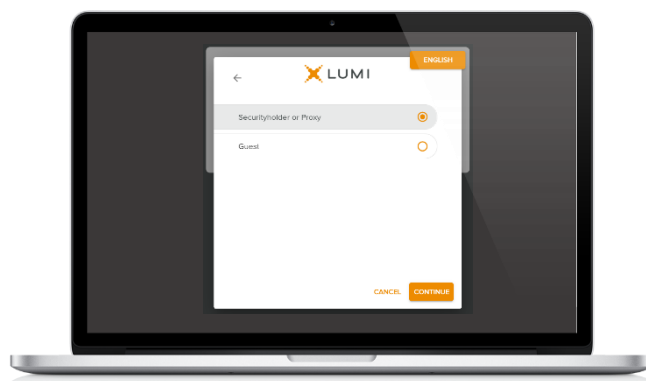 ENGLISH
LUMI
Securityholder or Proxy
Guest
CANCEL
CONTINUE